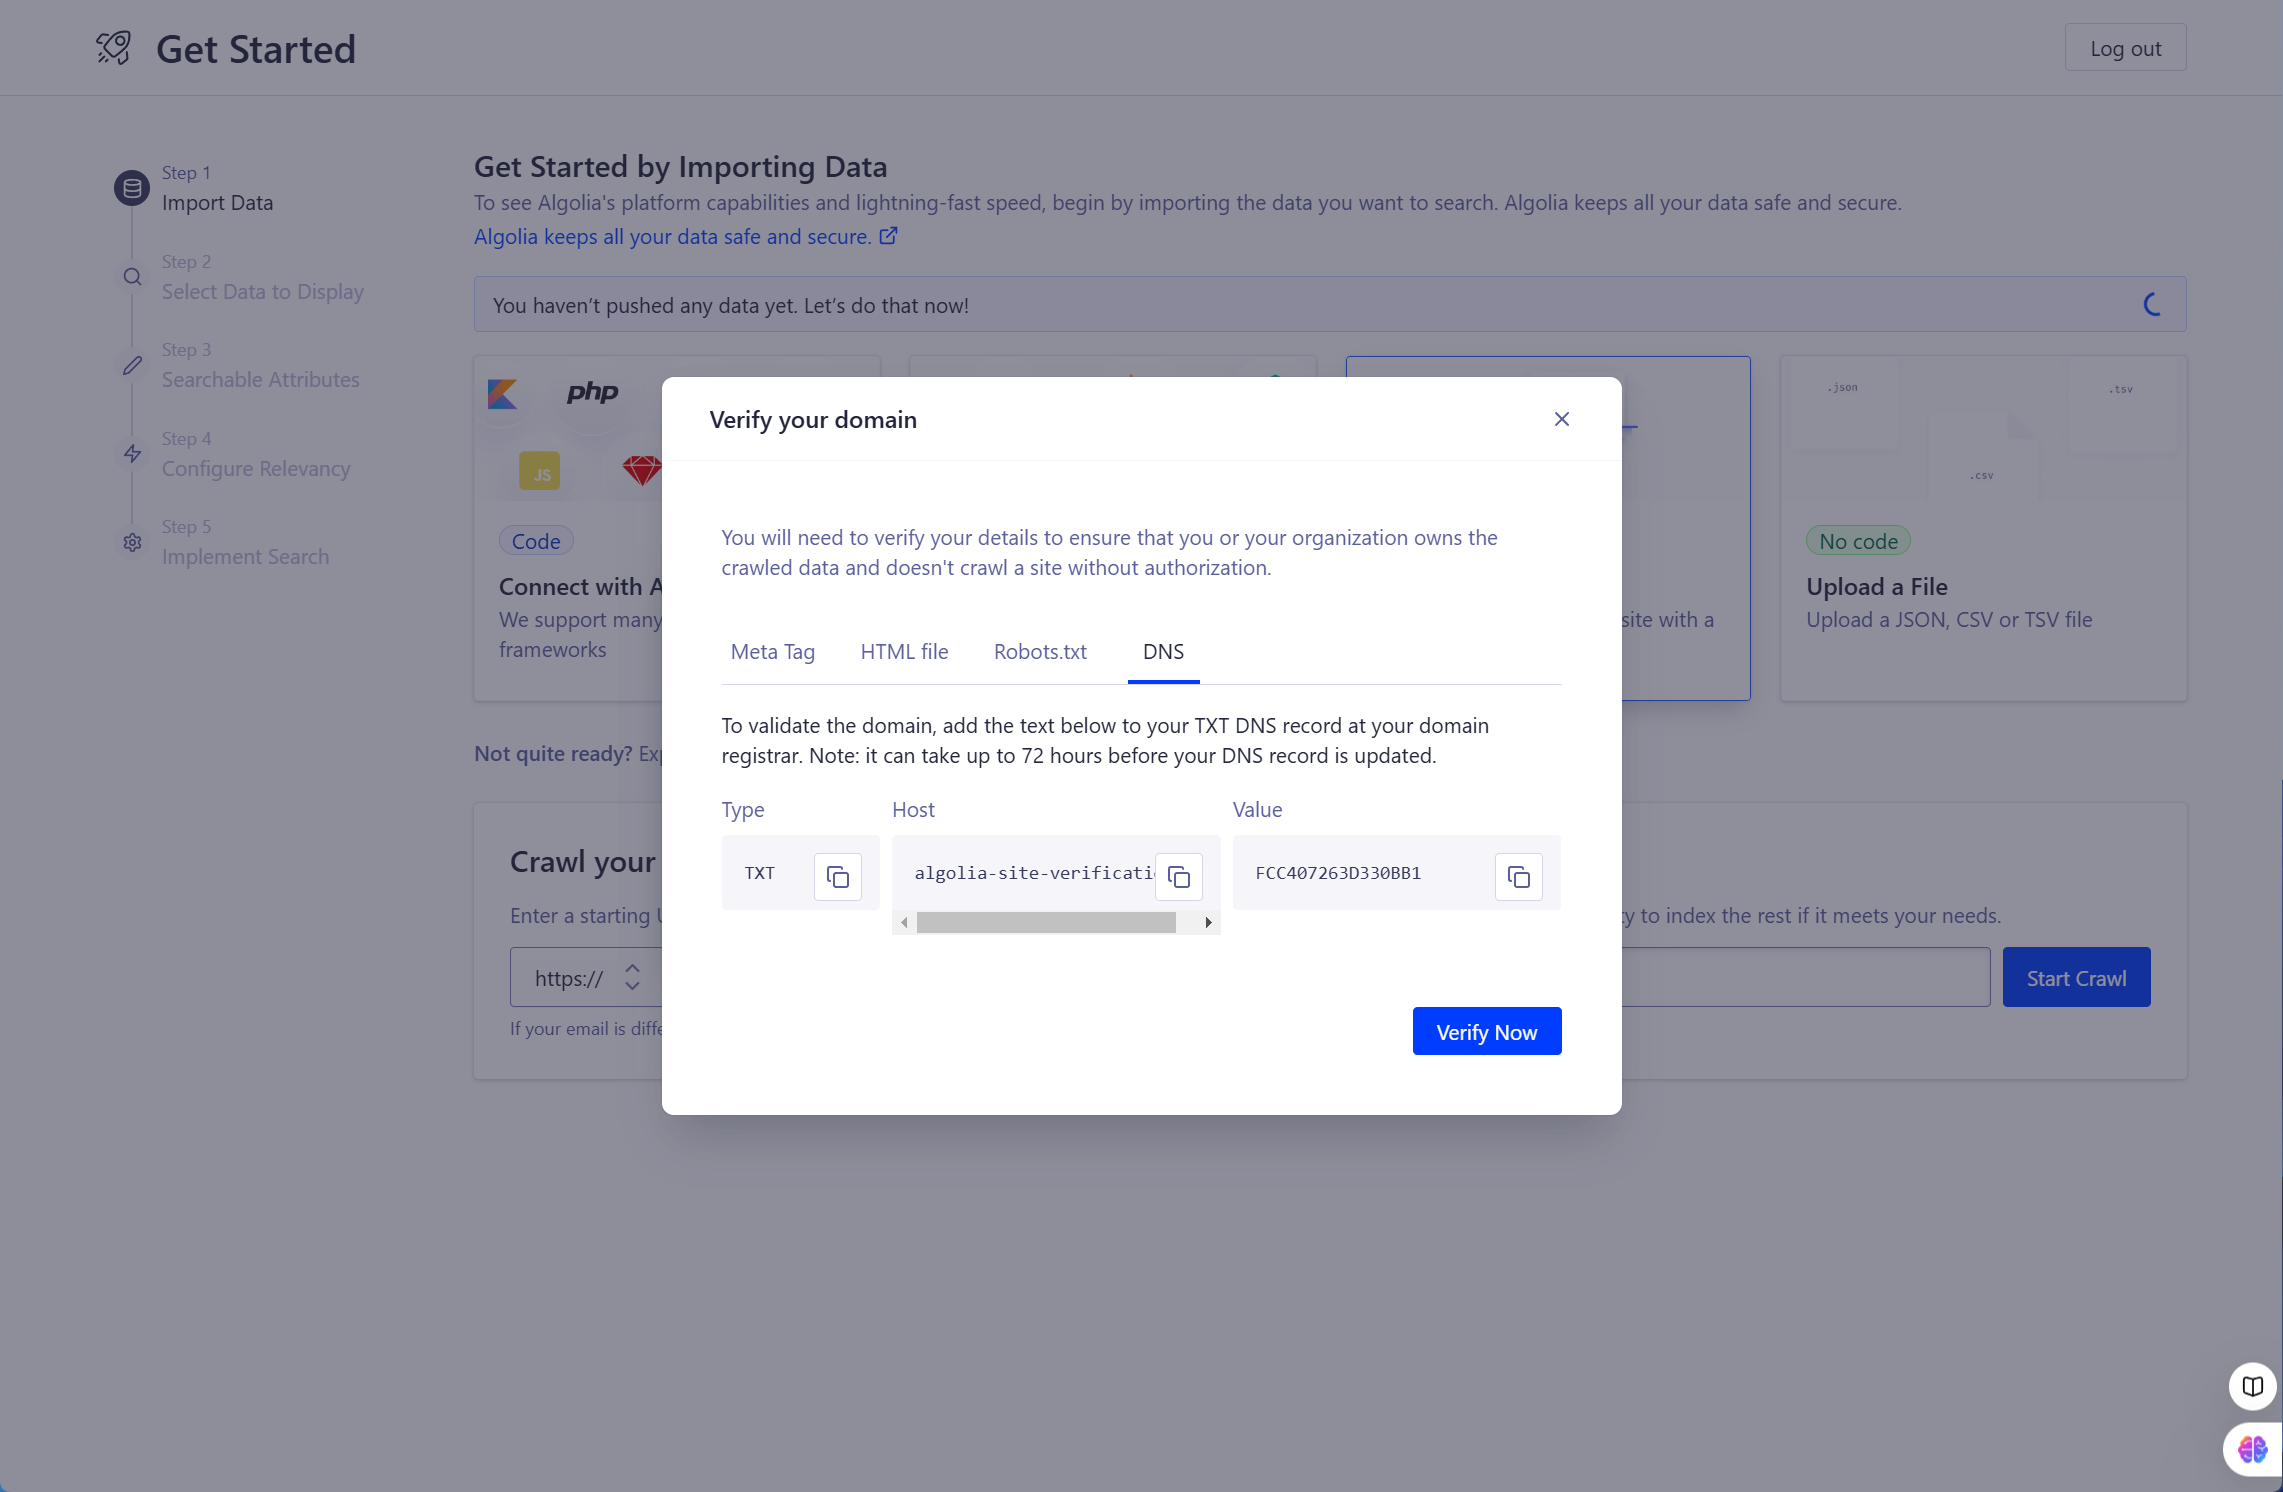 Get Started
Log out
Step 1
Import Data
Step 2
Select Data to Display
Step 3
Searchable Attributes
Step 4
Configure Relevancy
Step 5
Implement Search
Get Started by Importing Data
To see Algolia's platform capabilities and lightning-fast speed, begin by importing the data you want to search. Algolia keeps all your data safe and secure.
Algolia keeps all your data safe and secure.
You haven’t pushed any data yet. Let’s do that now!
php
JS
Code
Connect with A
We support many
frameworks
site with a
.json
.tsv
.csv
No code
Upload a File
Upload a JSON, CSV or TSV file
Not quite ready?
Crawl your
Enter a starting
to index the rest if it meets your needs.
https://
Start Crawl
If your email is
Verify your domain
You will need to verify your details to ensure that you or your organization owns the
crawled data and doesn't crawl a site without authorization.
Meta Tag HTML file Robots.txt DNS
To validate the domain, add the text below to your TXT DNS record at your domain
registrar. Note: it can take up to 72 hours before your DNS record is updated.
Type Host Value
TXT algolia-site-verificati FCC407263D330BB1
Verify Now